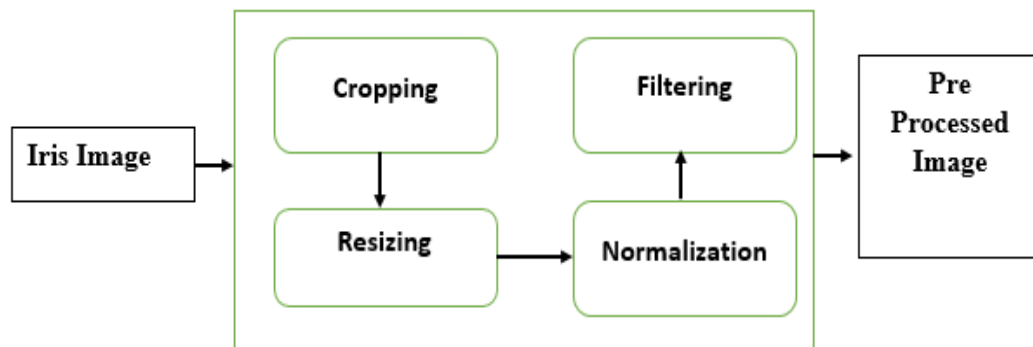 Iris Image
Cropping
Resizing
Normalization
Filtering
Pre
Processed
Image